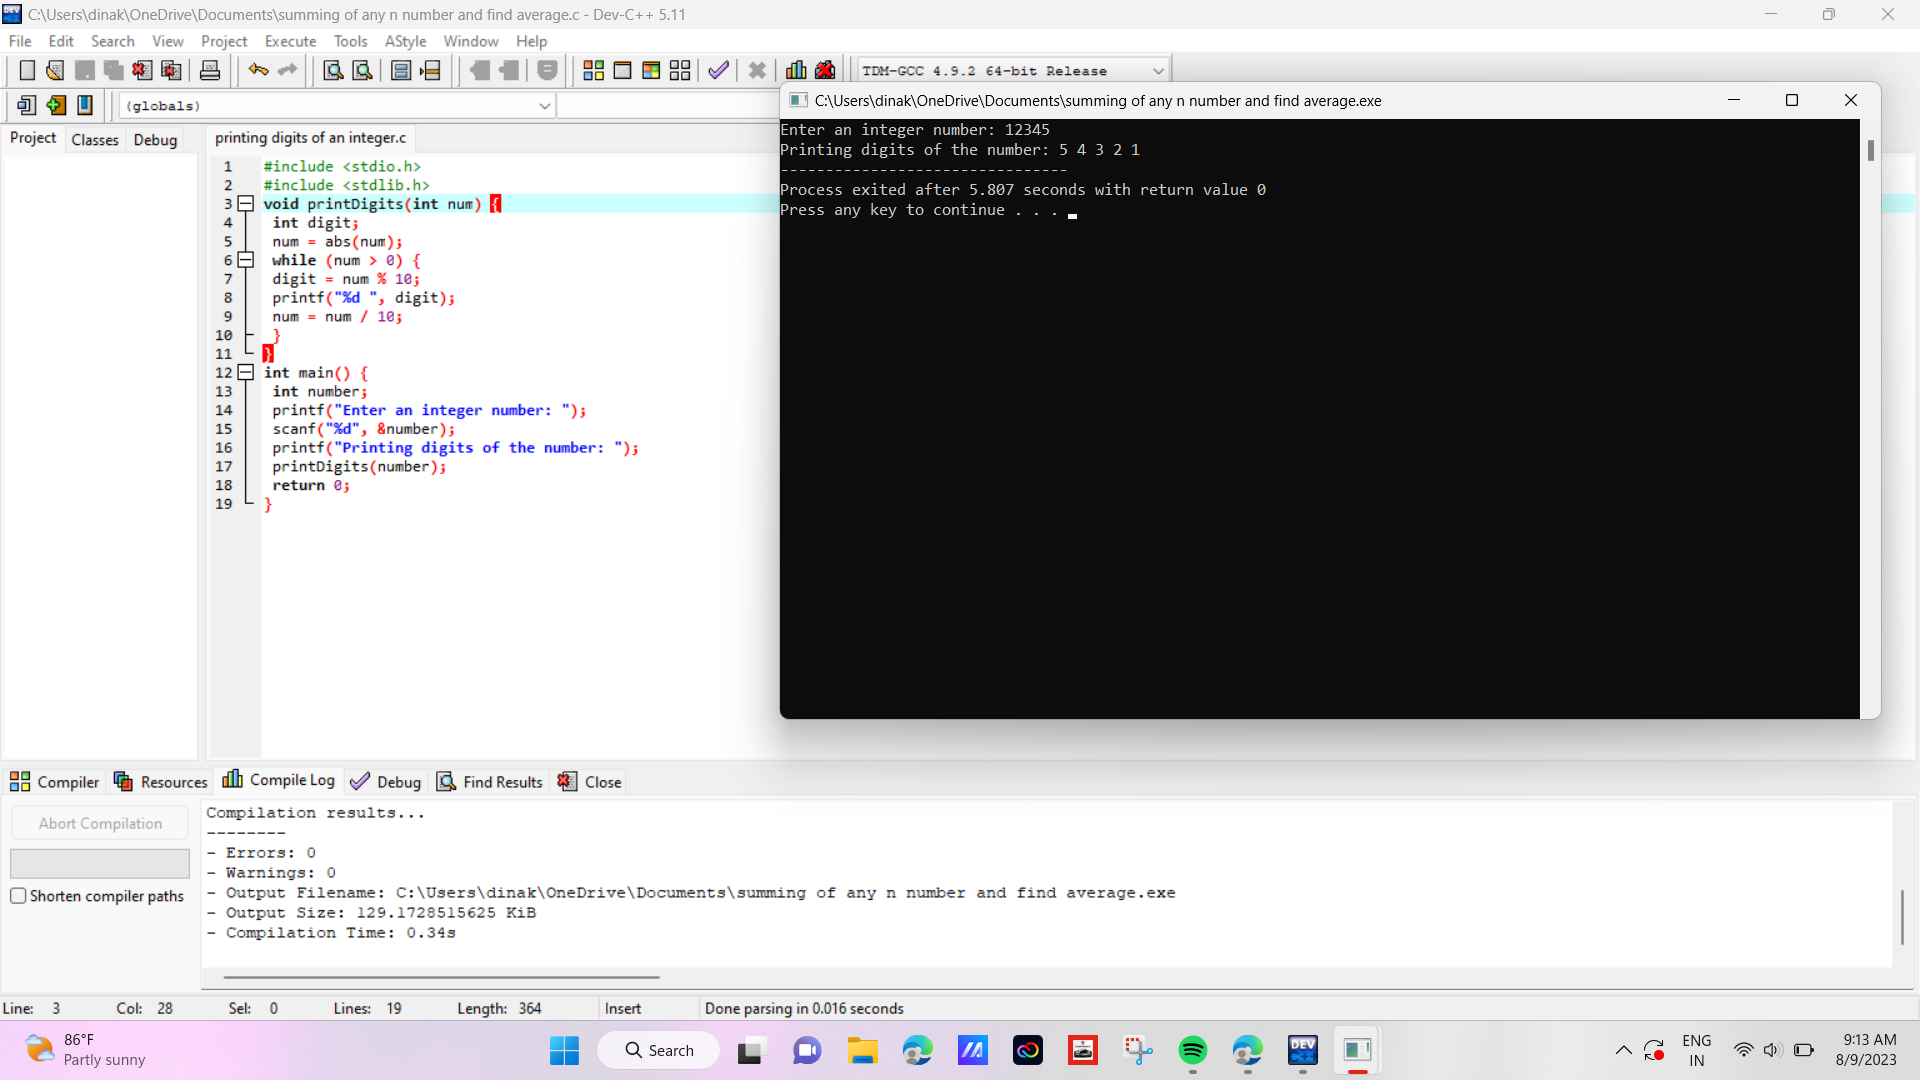 C:\Users\dinak\OneDrive\Documents\summing of any n number and find average.c - Dev-C++ 5.11
File Edit Search View Project Execute Tools AStyle Window Help
TDM-GCC 4.9.2 64-bit Release
(globals)
Project Classes Debug
printing digits of an integer.c
1 #include <stdio.h>
2 #include <stdlib.h>
3 void printDigits(int num) {
4 int digit;
5 num = abs(num);
6 while (num > 0) {
7 digit = num % 10;
8 printf("%d ", digit);
9 num = num / 10;
10 }
11 }
12 int main() {
13 int number;
14 printf("Enter an integer number: ");
15 scanf("%d", &number);
16 printf("Printing digits of the number: ");
17 printDigits(number);
18 return 0;
19 }
C:\Users\dinak\OneDrive\Documents\summing of any n number and find average.exe
Enter an integer number: 12345
Printing digits of the number: 5 4 3 2 1
--------------------------------
Process exited after 5.807 seconds with return value 0
Press any key to continue . . .
Compiler Resources Compile Log Debug Find Results Close
Abort Compilation
Shorten compiler paths
Compilation results...
--------
- Errors: 0
- Warnings: 0
- Output Filename: C:\Users\dinak\OneDrive\Documents\summing of any n number and find average.exe
- Output Size: 129.1728515625 KiB
- Compilation Time: 0.34s
Line: 3 Col: 28 Sel: 0 Lines: 19 Length: 364 Insert Done parsing in 0.016 seconds
86°F
Partly sunny
Search
DEV
C++
ENG
IN
9:13 AM
8/9/2023